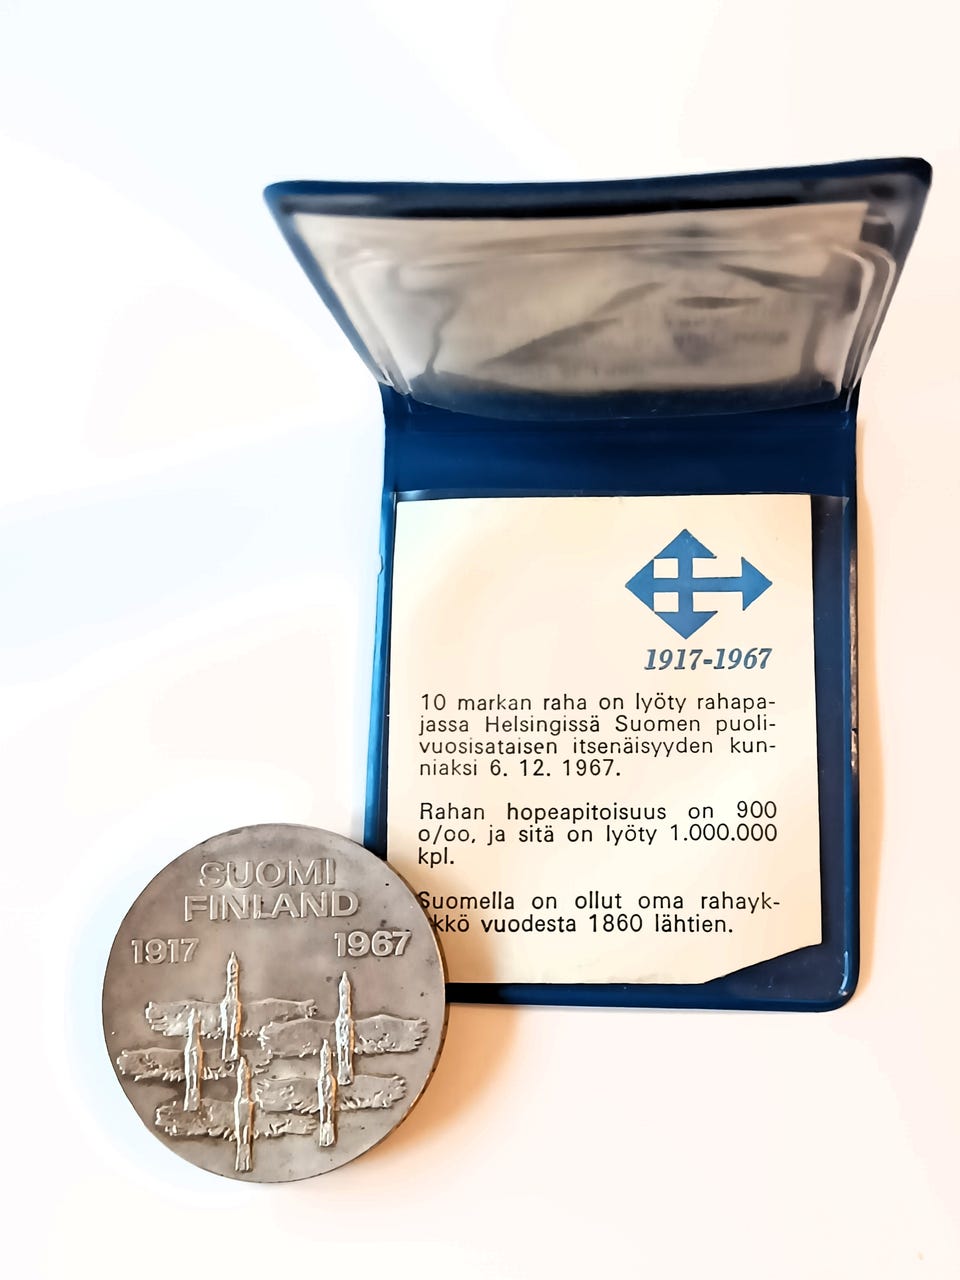 1917-1967
10 markan raha on lyöty rahapa-
jassa Helsingissä Suomen puoli-
vuosisataisen itsenäisyyden kun-
niaksi 6. 12. 1967.
Rahan hopeapitoisuus on 900
o/oo, ja sitä on lyöty 1.000.000
kpl.
Suomella on ollut oma rahayk-
kkö vuodesta 1860 lähtien.
SUOMI
FINLAND
1917 1967